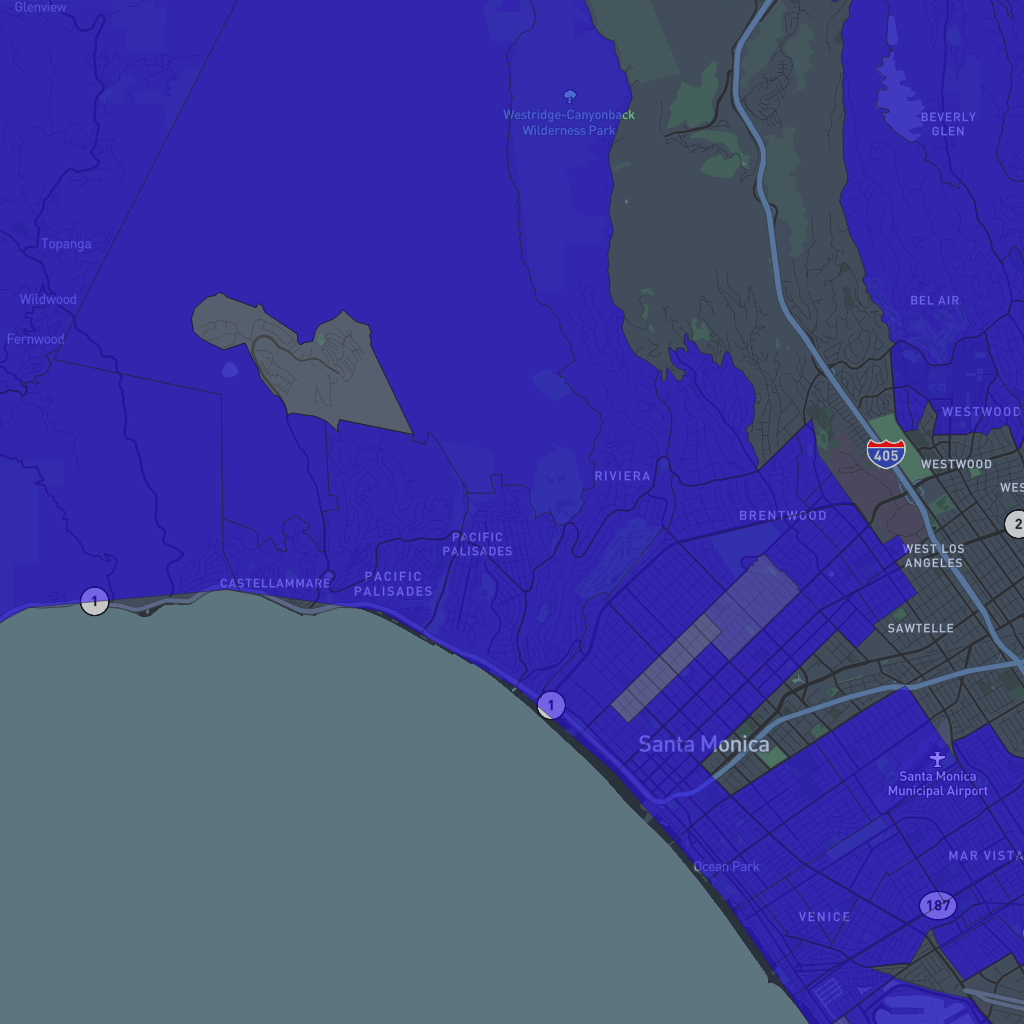 Glenview
Westridge-Canyonback
Wilderness Park
BEVERLY
GLEN
Topanga
Wildwood
BEL AIR
Fernwood
WESTWOOD
405
WESTWOOD
RIVIERA
WES
BRENTWOOD
2
PACIFIC
PALISADES
WEST LOS
ANGELES
CASTELLAMMARE
PACIFIC
PALISADES
1
SAWTELLE
1
Santa Monica
Santa Monica
Municipal Airport
MAR VISTA
Ocean Park
187
VENICE